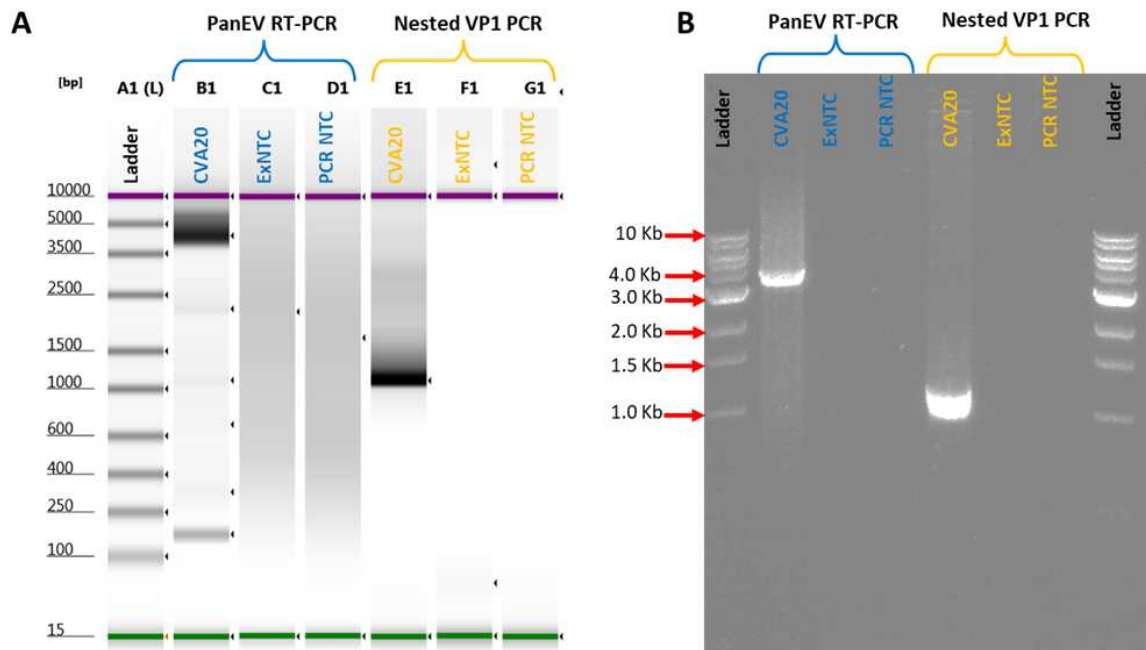 A
PanEV RT-PCR
Nested VP1 PCR
[bp]
A1 (L)
B1
C1
D1
E1
F1
G1
Ladder
CVA20
ExNTC
PCR NTC
CVA20
ExNTC
PCR NTC
10000
5000
3500
2500
1500
1000
600
400
250
100
15
B
PanEV RT-PCR
Nested VP1 PCR
Ladder
CVA20
ExNTC
PCR NTC
CVA20
ExNTC
PCR NTC
Ladder
10 Kb
4.0 Kb
3.0 Kb
2.0 Kb
1.5 Kb
1.0 Kb